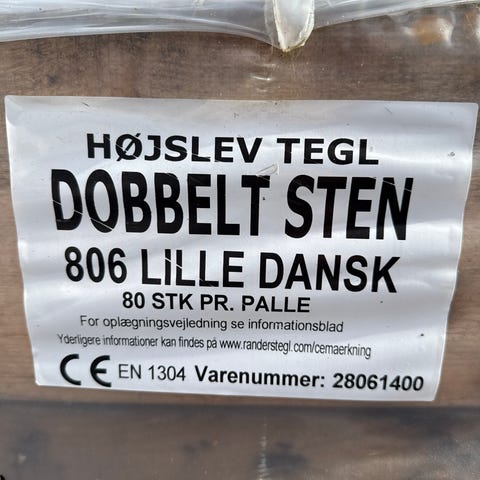 HØJSLEV TEGL
DOBBELT STEN
806 LILLE DANSK
80 STK PR. PALLE
For oplægningsvejledning se informationsblad
Yderligere informationer kan findes på www.randerstegl.com/cemaerkning
CE EN 1304 Varenummer: 28061400